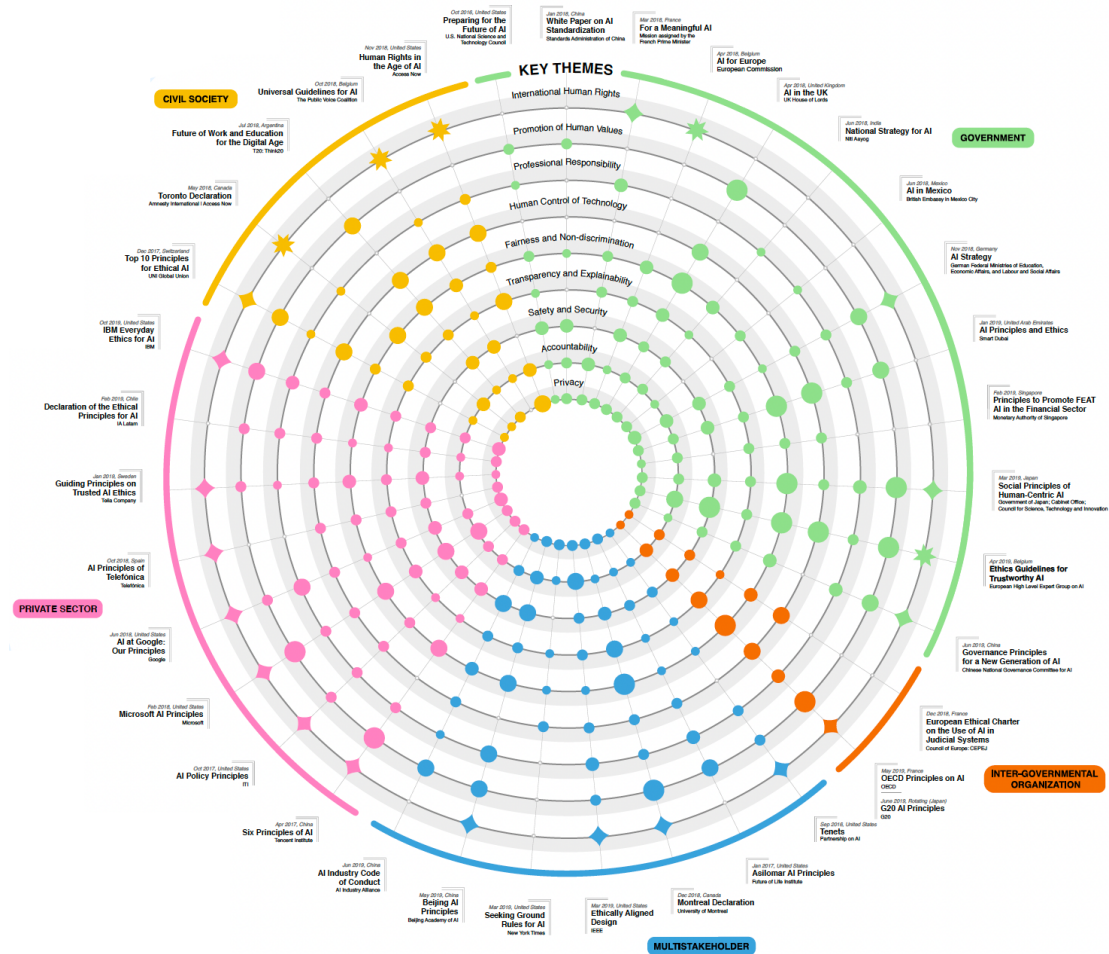 KEY THEMES
International Human Rights
Promotion of Human Values
Professional Responsibility
Human Control of Technology
Fairness and Non-discrimination
Transparency and Explainability
Safety and Security
Accountability
Privacy
Oct 2016, United States
Preparing for the
Future of AI
U.S. National Science and
Technology Council
Jan 2018, China
White Paper on AI
Standardization
Standards Administration of China
Mar 2018, France
For a Meaningful AI
Mission assigned by the
French Prime Minister
Apr 2018, Belgium
AI for Europe
European Commission
Apr 2018, United Kingdom
AI in the UK
UK House of Lords
Jun 2018, India
National Strategy for AI
Niti Aayog
GOVERNMENT
Jun 2018, Mexico
AI in Mexico
British Embassy in Mexico City
Nov 2018, Germany
AI Strategy
German Federal Ministries of Education,
Economic Affairs, and Labour and Social Affairs
Jan 2019, United Arab Emirates
AI Principles and Ethics
Smart Dubai
Feb 2019, Singapore
Principles to Promote FEAT
AI in the Financial Sector
Monetary Authority of Singapore
Mar 2019, Japan
Social Principles of
Human-Centric AI
Government of Japan; Cabinet Office;
Council for Science, Technology and Innovation
Apr 2019, Belgium
Ethics Guidelines for
Trustworthy AI
European High Level Expert Group on AI
Jun 2019, China
Governance Principles
for a New Generation of AI
Chinese National Governance Committee for AI
Dec 2018, France
European Ethical Charter
on the Use of AI in
Judicial Systems
Council of Europe: CEPEJ
INTER-GOVERNMENTAL
ORGANIZATION
May 2019, France
OECD Principles on AI
OECD
June 2019, Rotating (Japan)
G20 AI Principles
G20
Sep 2016, United States
Tenets
Partnership on AI
Jan 2017, United States
Asilomar AI Principles
Future of Life Institute
Dec 2018, Canada
Montreal Declaration
University of Montreal
MULTISTAKEHOLDER
Mar 2019, United States
Ethically Aligned
Design
IEEE
Mar 2019, United States
Seeking Ground
Rules for AI
New York Times
May 2019, China
Beijing AI
Principles
Beijing Academy of AI
Jun 2019, China
AI Industry Code
of Conduct
AI Industry Alliance
Apr 2017, China
Six Principles of AI
Tencent Institute
Oct 2017, United States
AI Policy Principles
ITI
Feb 2018, United States
Microsoft AI Principles
Microsoft
Jun 2018, United States
AI at Google:
Our Principles
Google
PRIVATE SECTOR
Oct 2018, Spain
AI Principles of
Telefónica
Telefónica
Jan 2019, Sweden
Guiding Principles on
Trusted AI Ethics
Telia Company
Feb 2019, Chile
Declaration of the Ethical
Principles for AI
IA Latam
Oct 2019, United States
IBM Everyday
Ethics for AI
IBM
Dec 2017, Switzerland
Top 10 Principles
for Ethical AI
UNI Global Union
May 2018, Canada
Toronto Declaration
Amnesty International | Access Now
Jul 2018, Argentina
Future of Work and Education
for the Digital Age
T20: Think20
CIVIL SOCIETY
Oct 2018, Belgium
Universal Guidelines for AI
The Public Voice Coalition
Nov 2018, United States
Human Rights in
the Age of AI
Access Now